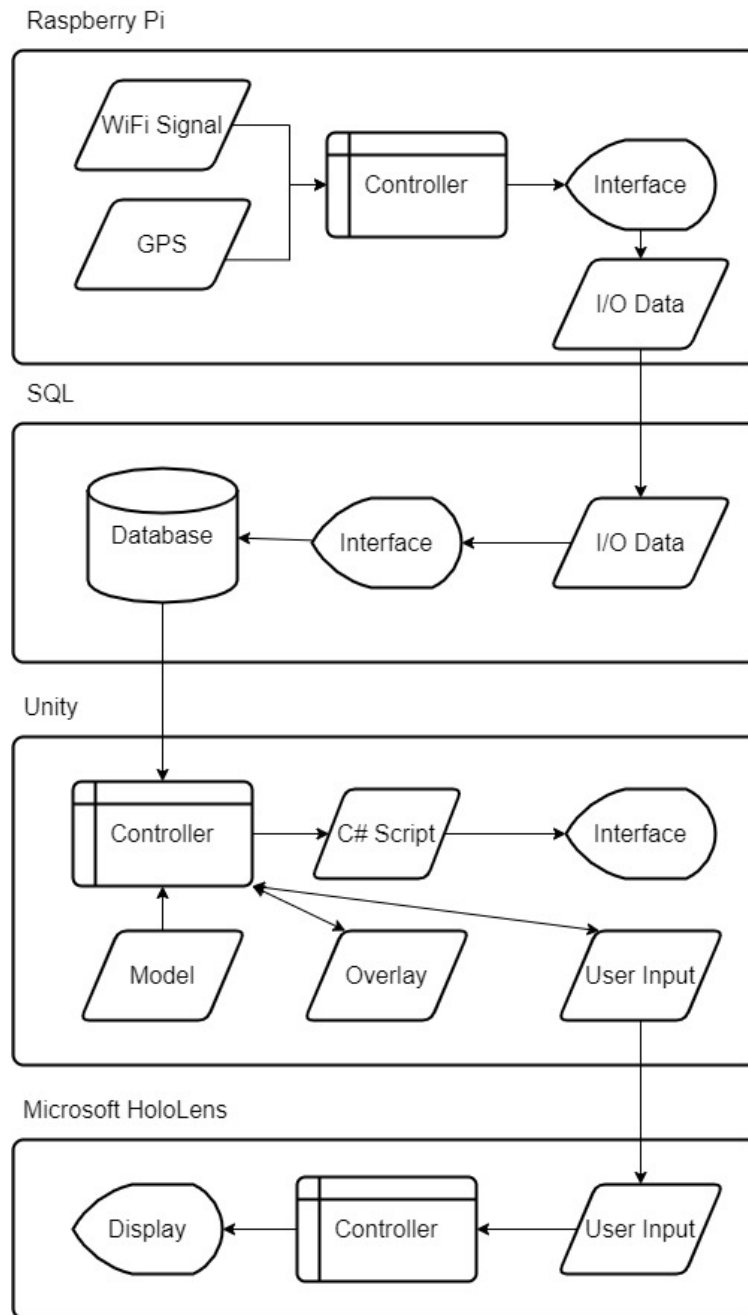 Raspberry Pi
WiFi Signal
GPS
Controller
Interface
I/O Data
SQL
Database
Interface
I/O Data
Unity
Controller
C# Script
Interface
Model
Overlay
User Input
Microsoft HoloLens
Display
Controller
User Input